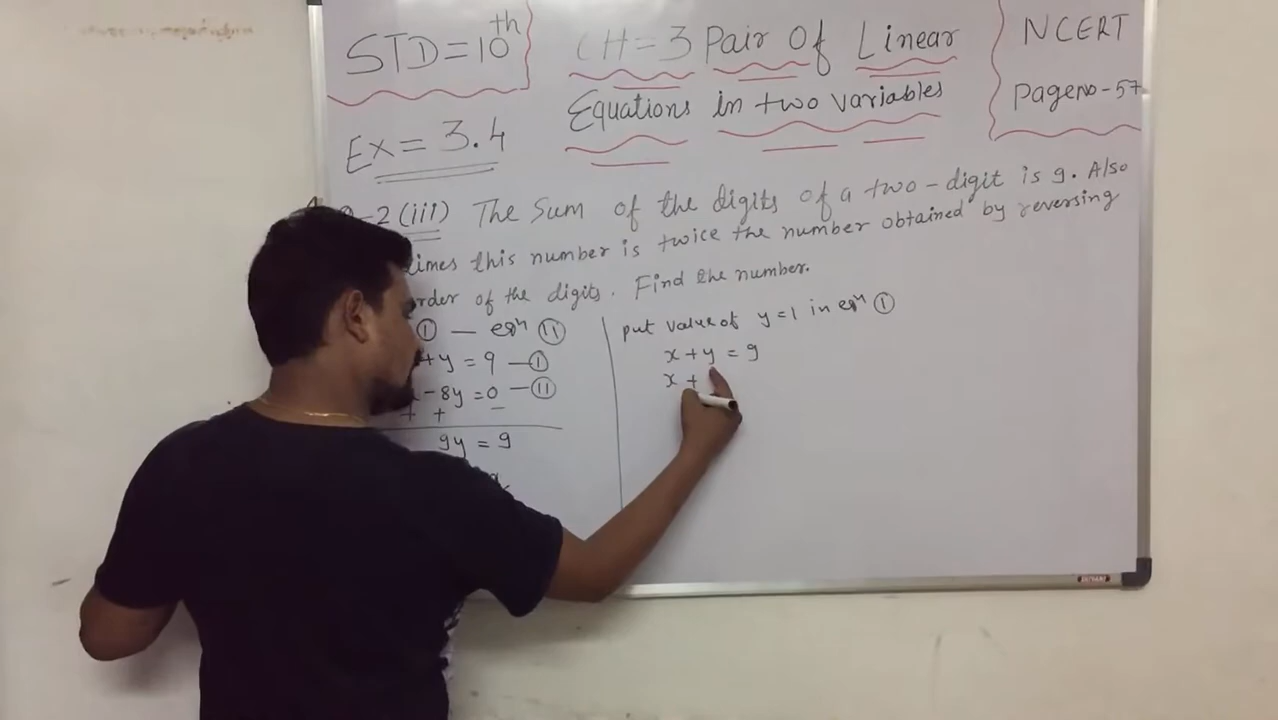 STD=10th
CH=3 Pair Of Linear
Equations in two variables
NCERT
Pageno-57
Ex=3.4
Q-2(iii) The Sum of the digits of a two-digit is 9. Also
times this number is twice the number obtained by reversing
order of the digits. Find the number.
① — eqⁿ ⑪
+y = 9 —①
-8y =0 —⑪
+ + −
9y = 9
put value of y=1 in eqⁿ ①
x+y = 9
x+